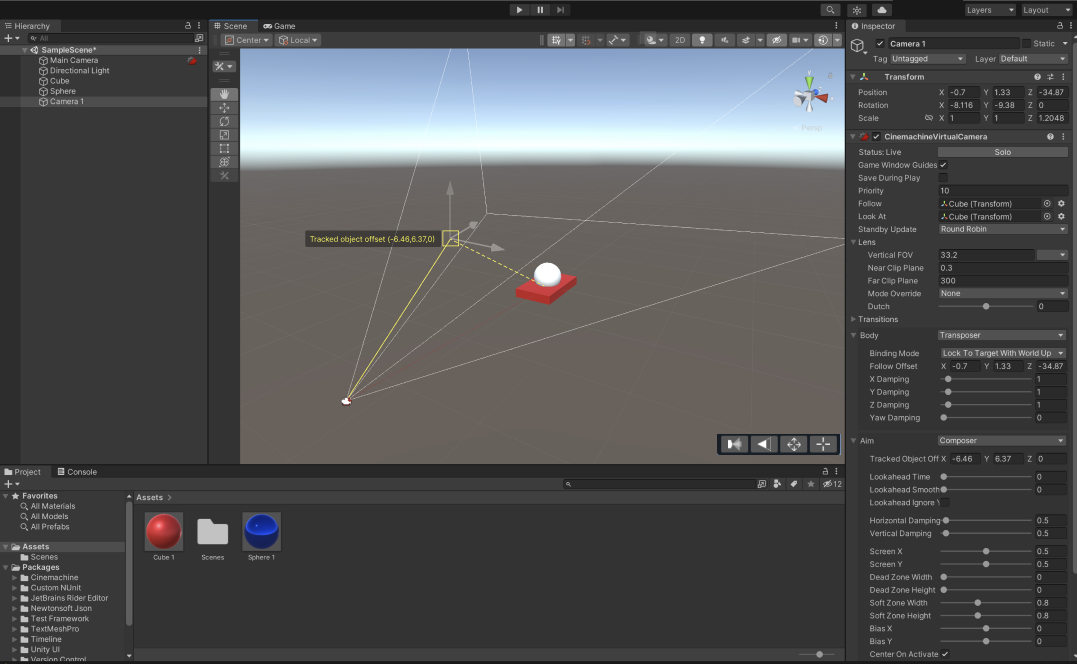 Layers
Layout
Hierarchy
All
SampleScene*
Main Camera
Directional Light
Cube
Sphere
Camera 1
Scene
Game
Center
Local
2D
Persp
Tracked object offset (-6.46,6.37,0)
Inspector
Camera 1
Static
Tag Untagged Layer Default
Transform
Position X -0.7 Y 1.33 Z -34.87
Rotation X -8.116 Y -9.38 Z 0
Scale X 1 Y 1 Z 1.2048
CinemachineVirtualCamera
Status: Live Solo
Game Window Guides
Save During Play
Priority 10
Follow Cube (Transform)
Look At Cube (Transform)
Standby Update Round Robin
Lens
Vertical FOV 33.2
Near Clip Plane 0.3
Far Clip Plane 300
Mode Override None
Dutch 0
Transitions
Body Transposer
Binding Mode Lock To Target With World Up
Follow Offset X -0.7 Y 1.33 Z -34.87
X Damping 1
Y Damping 1
Z Damping 1
Yaw Damping 0
Aim Composer
Tracked Object Off X -6.46 Y 6.37 Z 0
Lookahead Time 0
Lookahead Smooth 0
Lookahead Ignore Y
Horizontal Damping 0.5
Vertical Damping 0.5
Screen X 0.5
Screen Y 0.5
Dead Zone Width 0
Dead Zone Height 0
Soft Zone Width 0.8
Soft Zone Height 0.8
Bias X 0
Bias Y 0
Center On Activate
Project
Console
12
Favorites
All Materials
All Models
All Prefabs
Assets
Scenes
Packages
Cinemachine
Custom NUnit
JetBrains Rider Editor
Newtonsoft Json
Test Framework
TextMeshPro
Timeline
Unity UI
Version Control
Assets
Cube 1
Scenes
Sphere 1